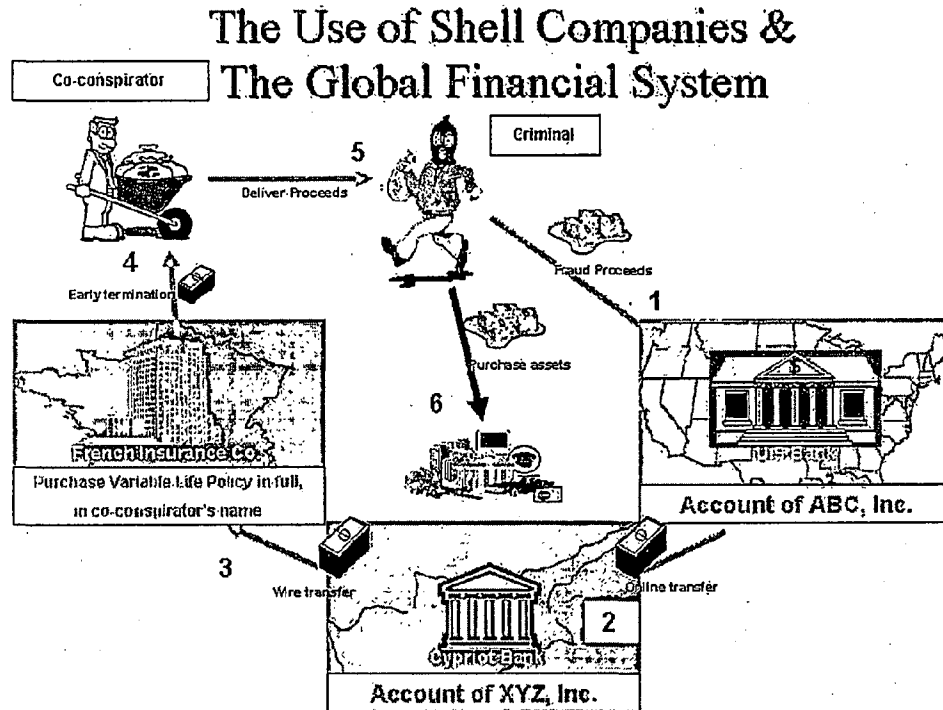 The Use of Shell Companies &
The Global Financial System
Co-conspirator
Criminal
5
Deliver Proceeds
Fraud Proceeds
4
Early termination
1
Purchase assets
6
French Insurance Co.
Purchase Variable Life Policy in full,
in co-conspirator's name
$
US Bank
Account of ABC, Inc.
3
Wire transfer
Online transfer
2
Cypriot Bank
Account of XYZ, Inc.